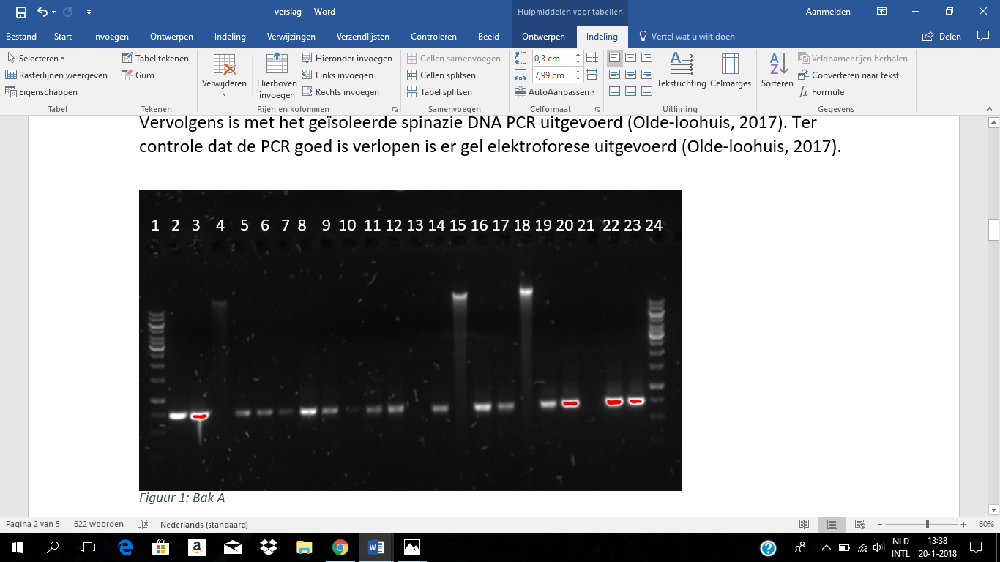 verslag - Word
Hulpmiddelen voor tabellen
Aanmelden
Bestand Start Invoegen Ontwerpen Indeling Verwijzingen Verzendlijsten Controleren Beeld Ontwerpen Indeling Vertel wat u wilt doen Delen
Selecteren
Rasterlijnen weergeven
Eigenschappen
Tabel
Tabel tekenen
Gum
Tekenen
Verwijderen
Hierboven
invoegen
Hieronder invoegen
Links invoegen
Rechts invoegen
Rijen en kolommen
Cellen samenvoegen
Cellen splitsen
Tabel splitsen
Samenvoegen
0,3 cm
7,99 cm
AutoAanpassen
Celformaat
Tekstrichting Celmarges
Uitlijning
Sorteren
Veldnamenrijen herhalen
Converteren naar tekst
Formule
Gegevens
Vervolgens is met het geïsoleerde spinazie DNA PCR uitgevoerd (Olde-loohuis, 2017). Ter
controle dat de PCR goed is verlopen is er gel elektroforese uitgevoerd (Olde-loohuis, 2017).
1 2 3 4 5 6 7 8 9 10 11 12 13 14 15 16 17 18 19 20 21 22 23 24
Figuur 1: Bak A
Pagina 2 van 5 622 woorden Nederlands (standaard) 160%
NLD
INTL
13:38
20-1-2018